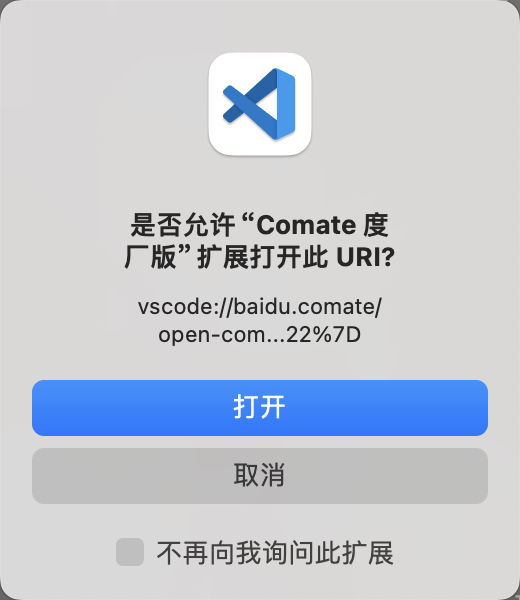 是否允许“Comate 度
厂版”扩展打开此 URI?
vscode://baidu.comate/
open-com...22%7D
打开
取消
不再向我询问此扩展